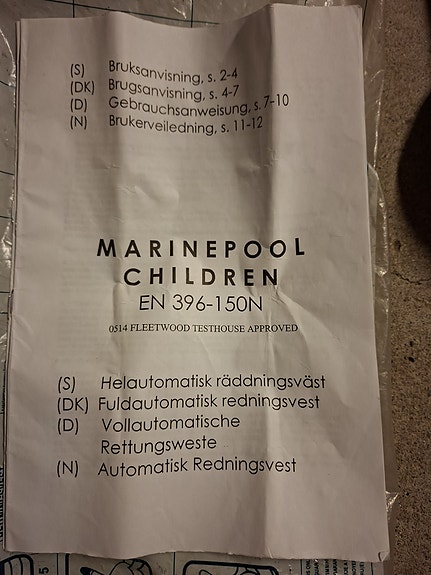 (S) Bruksanvisning, s. 2-4
(DK) Brugsanvisning, s. 4-7
(D) Gebrauchsanweisung, s. 7-10
(N) Brukerveiledning, s. 11-12
MARINEPOOL
CHILDREN
EN 396-150N
0514 FLEETWOOD TESTHOUSE APPROVED
(S) Helautomatisk räddningsväst
(DK) Fuldautomatisk redningsvest
(D) Vollautomatische
Rettungsweste
(N) Automatisk Redningsvest